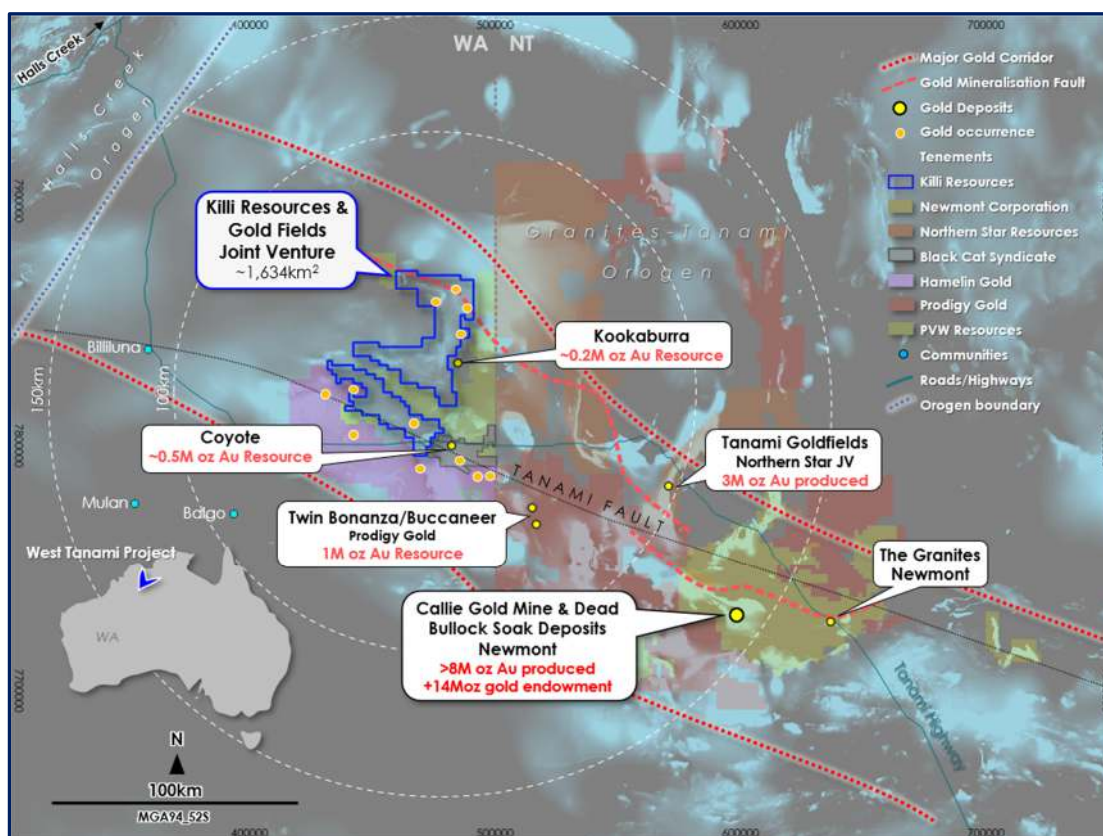 400000
500000
600000
700000
Halls Creek
Halls Creek
Orogen
WA NT
Major Gold Corridor
Gold Mineralisation Fault
Gold Deposits
Gold occurrence
Tenements
Killi Resources
Newmont Corporation
Northern Star Resources
Black Cat Syndicate
Hamelin Gold
Prodigy Gold
PVW Resources
Communities
Roads/Highways
Orogen boundary
7900000
7900000
Killi Resources &
Gold Fields
Joint Venture
~1,634km²
Granites-Tanami
Orogen
Kookaburra
~0.2M oz Au Resource
Billiluna
150km
100km
7800000
7800000
Coyote
~0.5M oz Au Resource
Tanami Goldfields
Northern Star JV
3M oz Au produced
TANAMI FAULT
Mulan
Balgo
Twin Bonanza/Buccaneer
Prodigy Gold
1M oz Au Resource
West Tanami Project
WA
The Granites
Newmont
Callie Gold Mine & Dead
Bullock Soak Deposits
Newmont
>8M oz Au produced
+14Moz gold endowment
7700000
7700000
Tanami Highway
N
100km
MGA94_52S
400000
500000
600000
700000